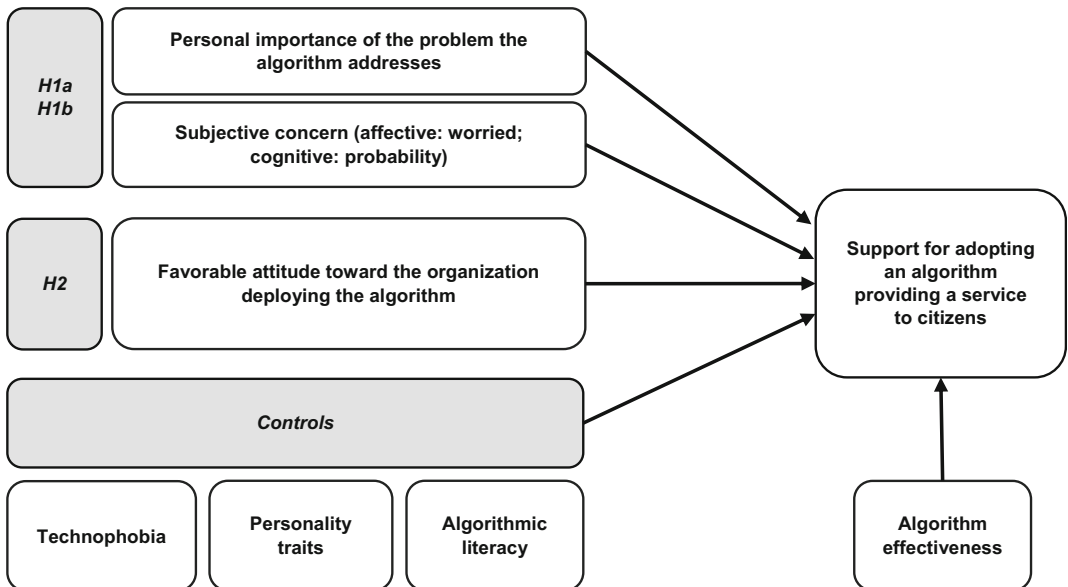 H1a
H1b
Personal importance of the problem the
algorithm addresses
Subjective concern (affective: worried;
cognitive: probability)
H2
Favorable attitude toward the organization
deploying the algorithm
Support for adopting
an algorithm
providing a service
to citizens
Controls
Technophobia
Personality
traits
Algorithmic
literacy
Algorithm
effectiveness